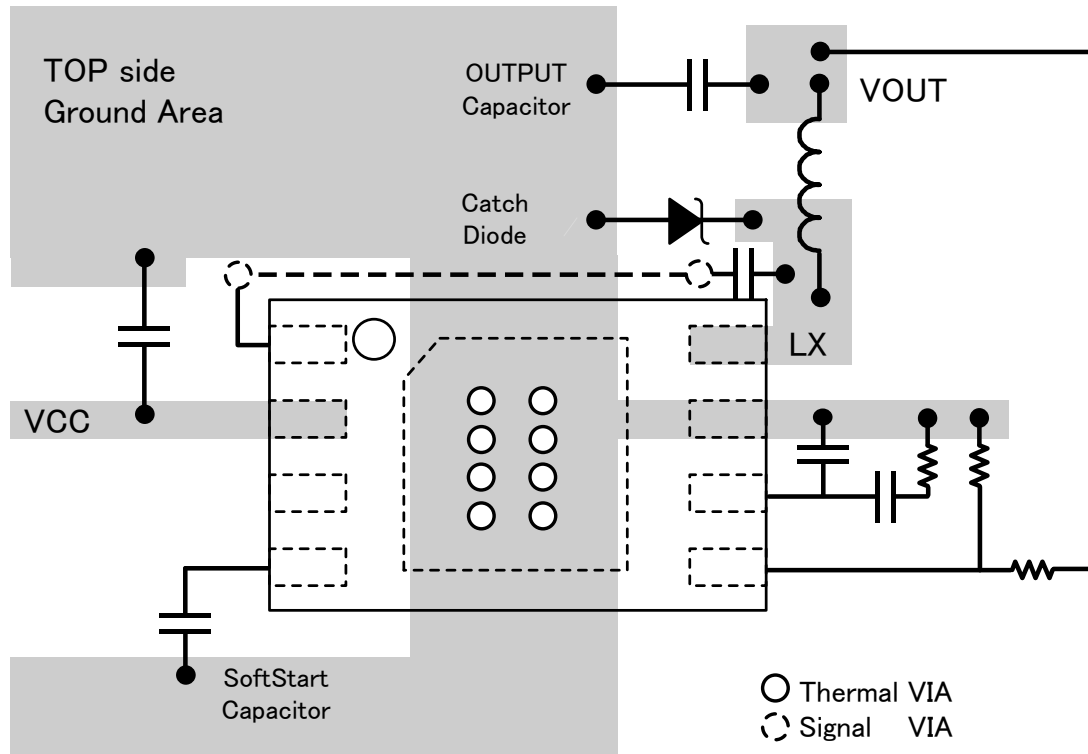 TOP side
Ground Area
OUTPUT
Capacitor
VOUT
Catch
Diode
LX
VCC
SoftStart
Capacitor
Thermal VIA
Signal VIA